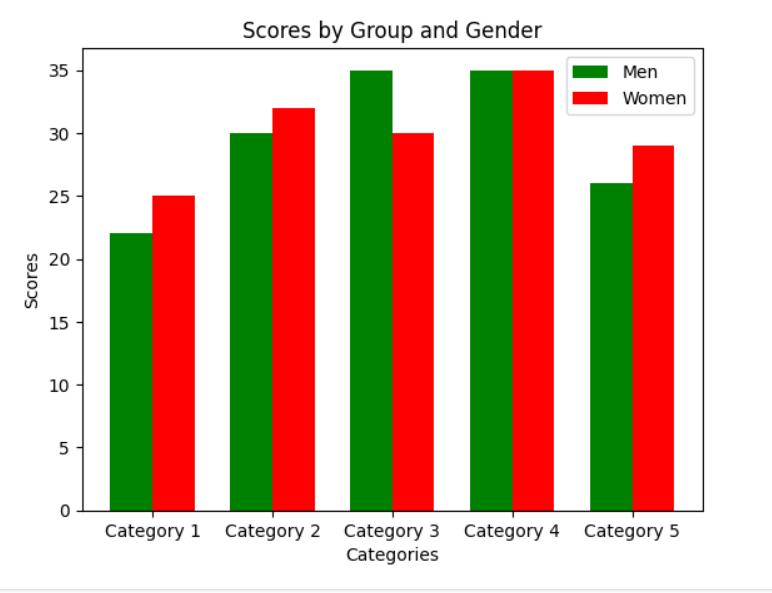 Scores by Group and Gender
Men
Women
35
30
25
20
15
10
5
0
Scores
Category 1 Category 2 Category 3 Category 4 Category 5
Categories